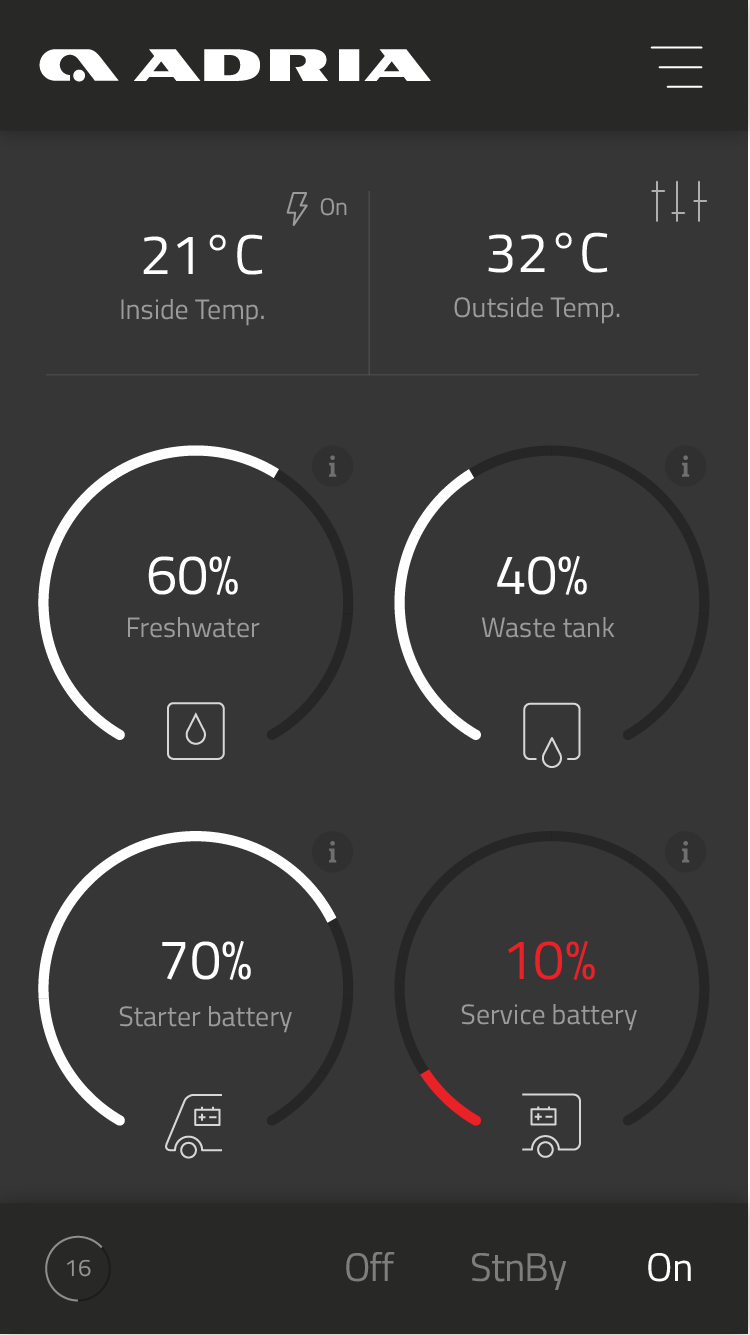 ADRIA
On
21°C
32°C
Inside Temp.
Outside Temp.
i
i
60%
40%
Freshwater
Waste tank
i
i
70%
10%
Starter battery
Service battery
16
Off
StnBy
On